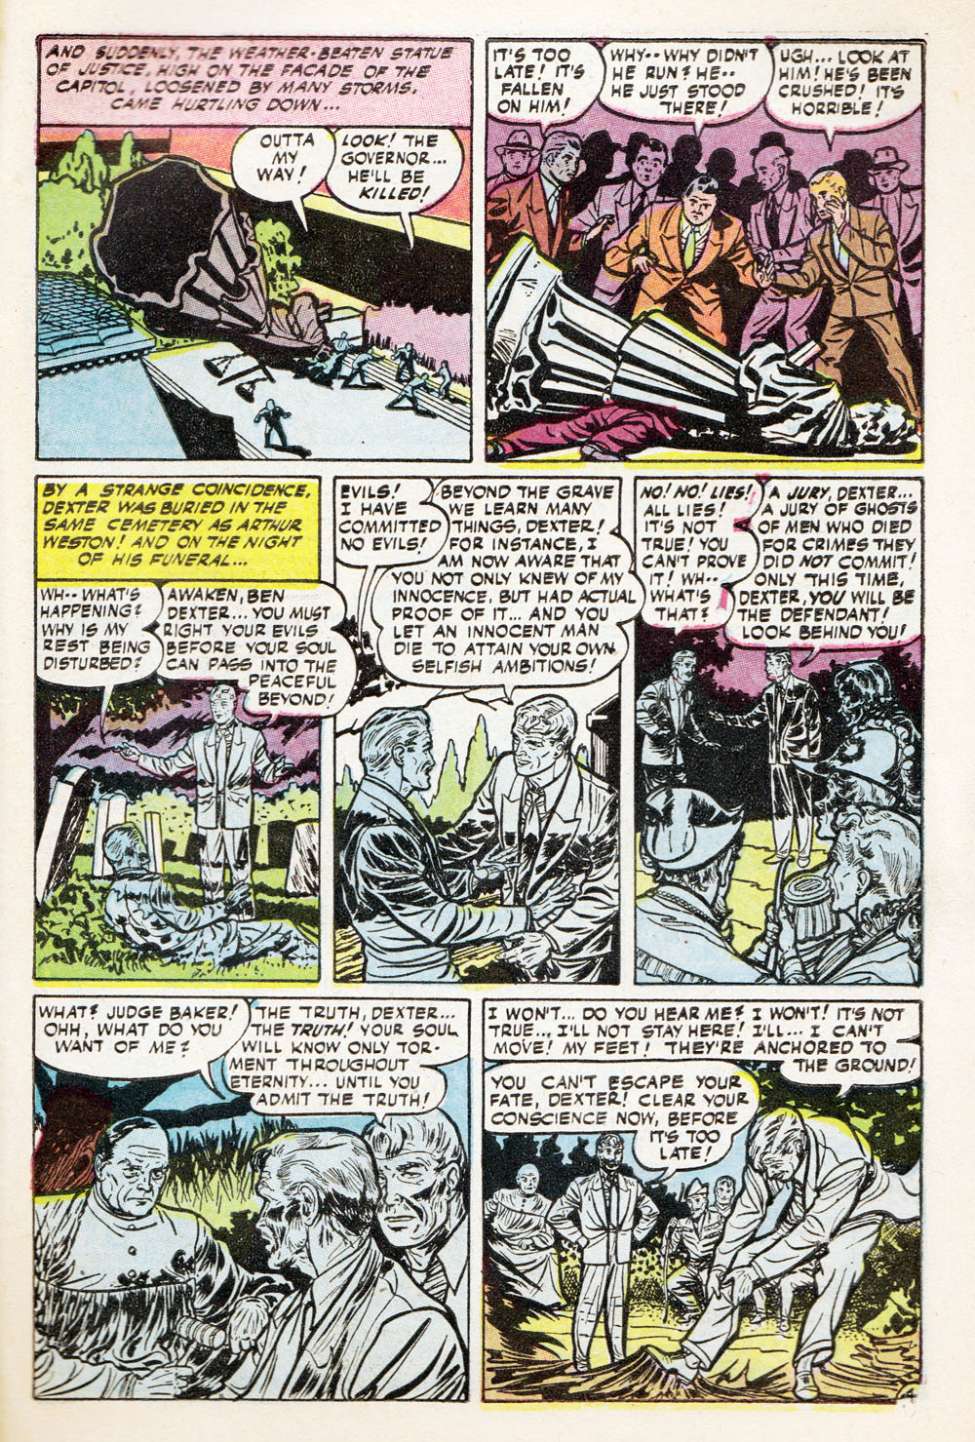 AND SUDDENLY, THE WEATHER-BEATEN STATUE
OF JUSTICE, HIGH ON THE FACADE OF THE
CAPITOL, LOOSENED BY MANY STORMS,
CAME HURTLING DOWN...
OUTTA
MY
WAY!
LOOK! THE
GOVERNOR...
HE'LL BE
KILLED!
IT'S TOO
LATE! IT'S
FALLEN
ON HIM!
WHY-- WHY DIDN'T
HE RUN? HE--
HE JUST STOOD
THERE!
UGH... LOOK AT
HIM! HE'S BEEN
CRUSHED! IT'S
HORRIBLE!
BY A STRANGE COINCIDENCE,
DEXTER WAS BURIED IN THE
SAME CEMETERY AS ARTHUR
WESTON! AND ON THE NIGHT
OF HIS FUNERAL...
WH-- WHAT'S
HAPPENING?
WHY IS MY
REST BEING
DISTURBED?
AWAKEN, BEN
DEXTER... YOU MUST
RIGHT YOUR EVILS
BEFORE YOUR SOUL
CAN PASS INTO THE
PEACEFUL
BEYOND!
EVILS!
I HAVE
COMMITTED
NO EVILS!
BEYOND THE GRAVE
WE LEARN MANY
THINGS, DEXTER!
FOR INSTANCE, I
AM NOW AWARE THAT
YOU NOT ONLY KNEW OF MY
INNOCENCE, BUT HAD ACTUAL
PROOF OF IT... AND YOU
LET AN INNOCENT MAN
DIE TO ATTAIN YOUR OWN
SELFISH AMBITIONS!
NO! NO! LIES!
ALL LIES!
IT'S NOT
TRUE! YOU
CAN'T PROVE
IT! WH--
WHAT'S
THAT?
A JURY, DEXTER...
A JURY OF GHOSTS
OF MEN WHO DIED
FOR CRIMES THEY
DID NOT COMMIT!
ONLY THIS TIME,
DEXTER, YOU WILL BE
THE DEFENDANT!
LOOK BEHIND YOU!
WHAT? JUDGE BAKER!
OHH, WHAT DO YOU
WANT OF ME?
THE TRUTH, DEXTER...
THE TRUTH! YOUR SOUL
WILL KNOW ONLY TOR-
MENT THROUGHOUT
ETERNITY... UNTIL YOU
ADMIT THE TRUTH!
I WON'T... DO YOU HEAR ME? I WON'T! IT'S NOT
TRUE... I'LL NOT STAY HERE! I'LL... I CAN'T
MOVE! MY FEET! THEY'RE ANCHORED TO
THE GROUND!
YOU CAN'T ESCAPE YOUR
FATE, DEXTER! CLEAR YOUR
CONSCIENCE NOW, BEFORE
IT'S TOO
LATE!
4